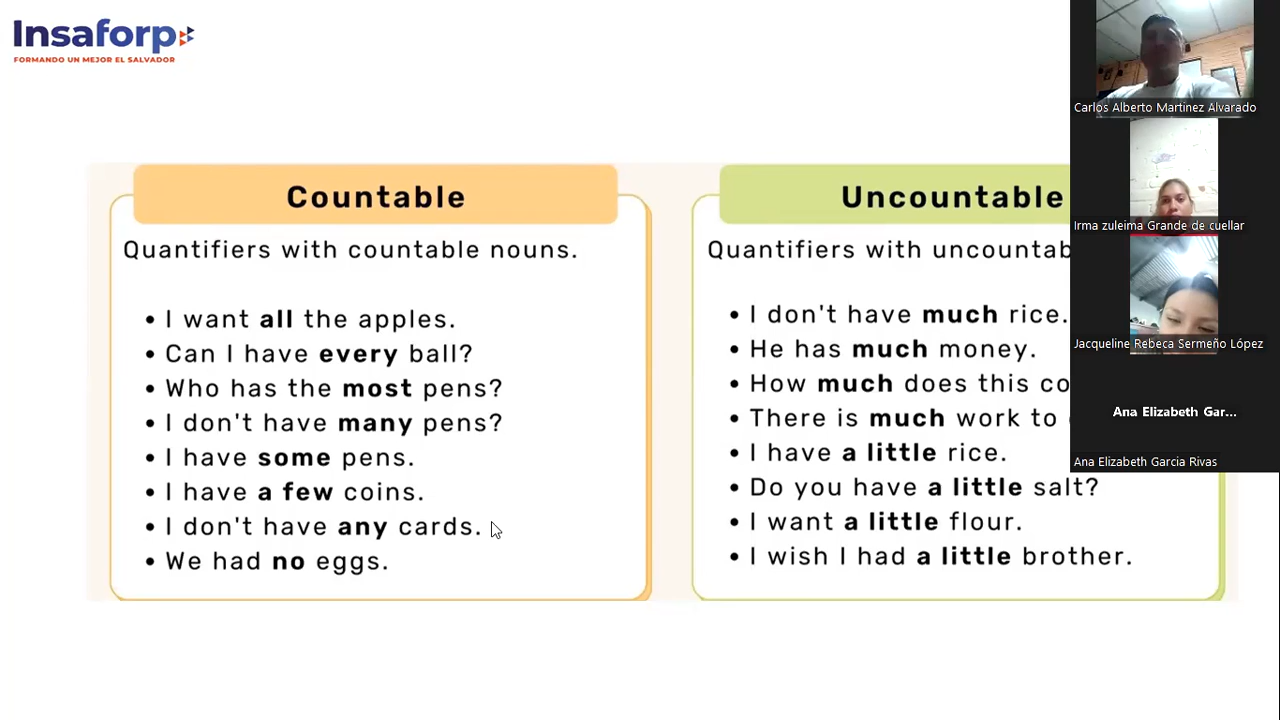 Insaforp
FORMANDO UN MEJOR EL SALVADOR
Countable
Quantifiers with countable nouns.
• I want all the apples.
• Can I have every ball?
• Who has the most pens?
• I don't have many pens?
• I have some pens.
• I have a few coins.
• I don't have any cards.
• We had no eggs.
Uncountable
Quantifiers with
• I don't have much rice.
• He has much money.
• How much does this
• There is much work to
• I have a little rice.
• Do you have a little salt?
• I want a little flour.
• I wish I had a little brother.
Carlos Alberto Martinez Alvarado
Irma zuleima Grande de cuellar
Jacqueline Rebeca Sermeño López
Ana Elizabeth Gar...
Ana Elizabeth Garcia Rivas